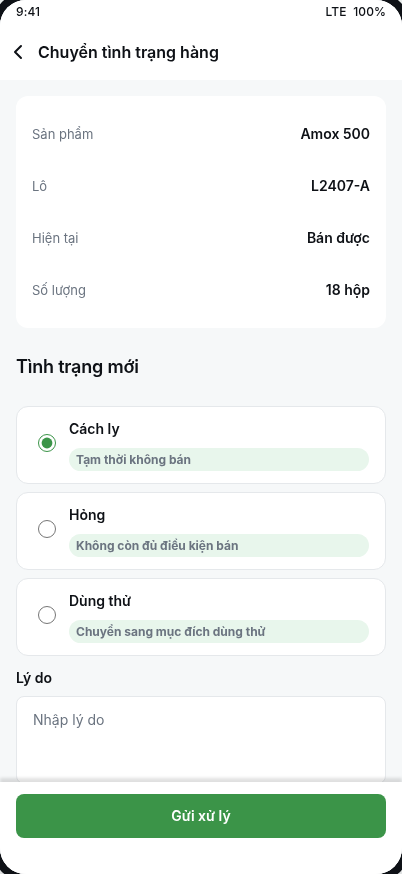 9:41 LTE 100%
Chuyển tình trạng hàng
Sản phẩm Amox 500
Lô L2407-A
Hiện tại Bán được
Số lượng 18 hộp
Tình trạng mới
Cách ly
Tạm thời không bán
Hỏng
Không còn đủ điều kiện bán
Dùng thử
Chuyển sang mục đích dùng thử
Lý do
Nhập lý do
Gửi xử lý